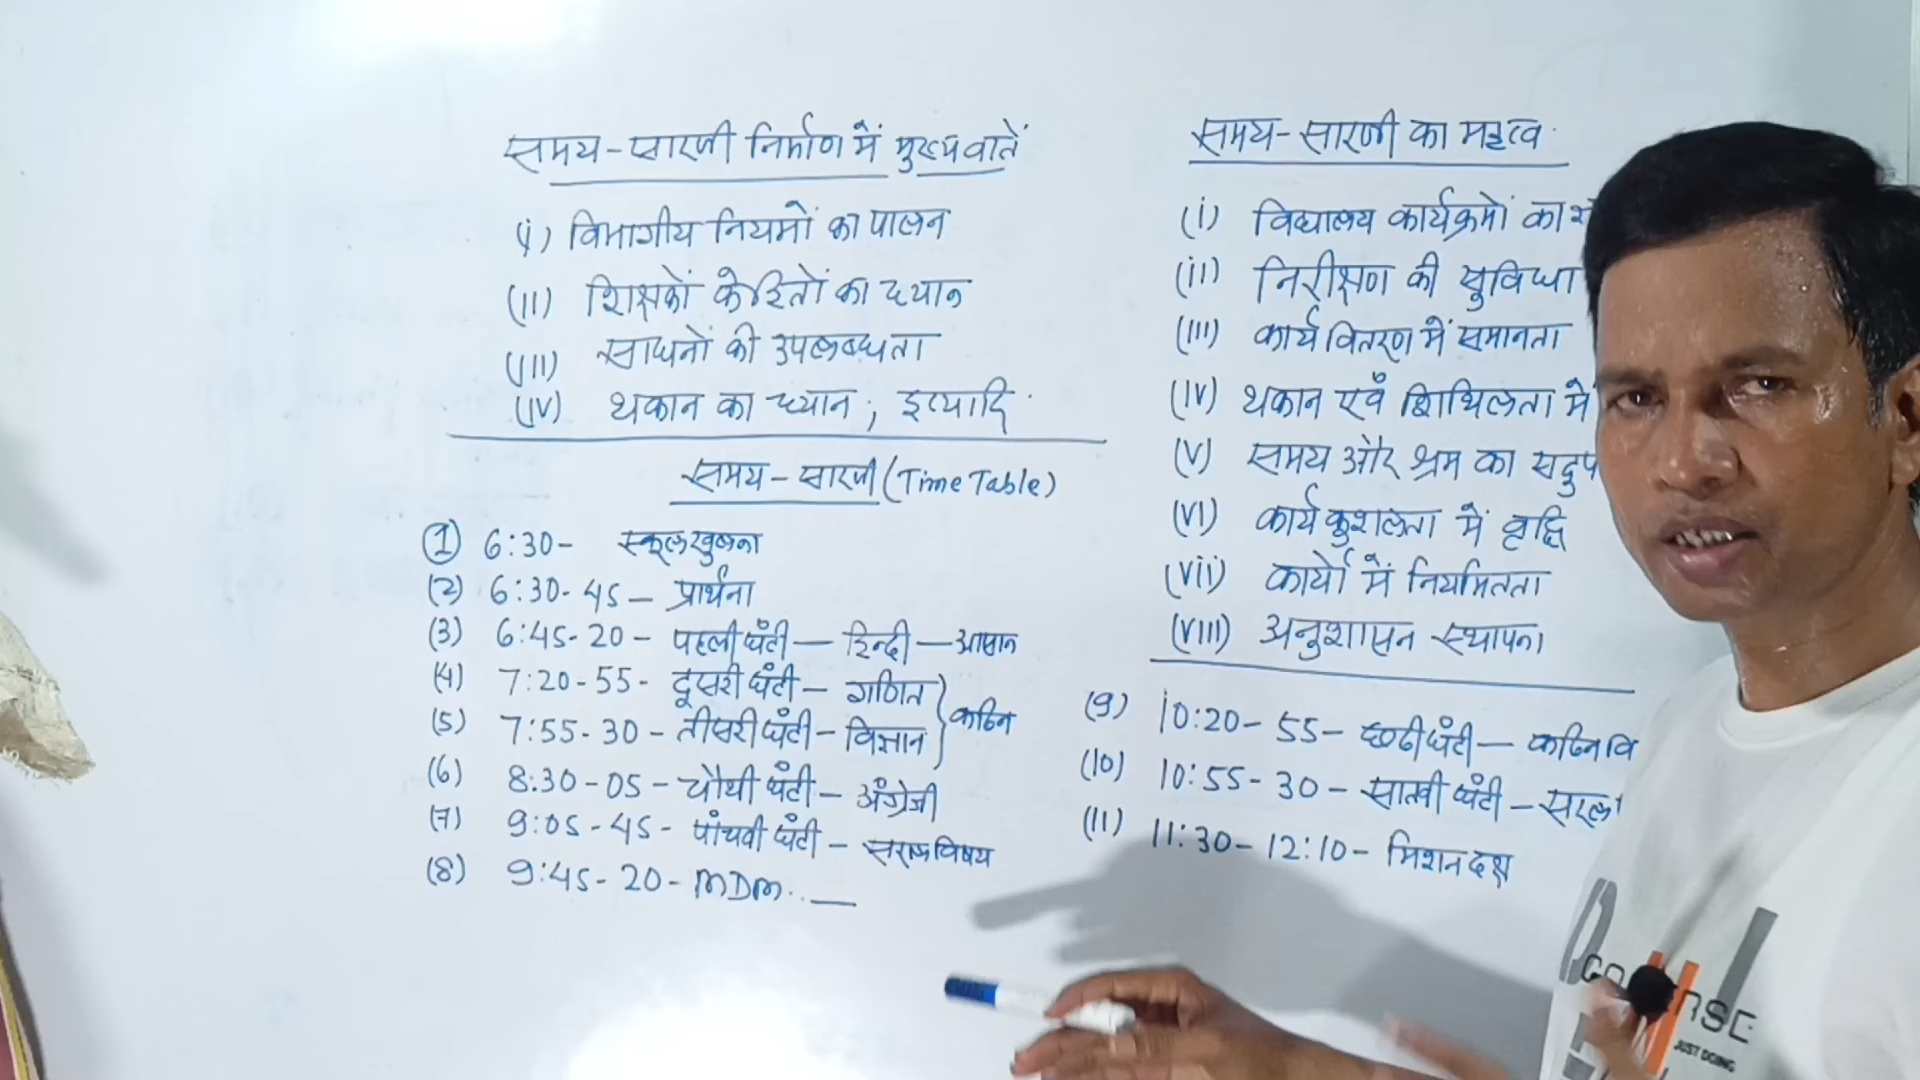 समय-सारणी निर्माण में मुख्य बातें
(i) विभागीय नियमों का पालन
(II) शिक्षकों के हितों का ध्यान
(III) साधनों की उपलब्धता
(IV) थकान का ध्यान, इत्यादि.
समय-सारणी (Time Table)
(1) 6:30- स्कूल खुलना
(2) 6:30-45- प्रार्थना
(3) 6:45-20- पहली घंटी - हिन्दी - आसान
(4) 7:20-55- दूसरी घंटी - गणित
(5) 7:55-30- तीसरी घंटी - विज्ञान
कठिन
(6) 8:30-05- चौथी घंटी - अंग्रेजी
(7) 9:05-45- पांचवी घंटी - सरल विषय
(8) 9:45-20- MDM. —
समय-सारणी का महत्व.
(i) विद्यालय कार्यक्रमों का
(ii) निरीक्षण की सुविधा
(III) कार्य वितरण में समानता
(IV) थकान एवं शिथिलता में
(V) समय और श्रम का सदुप
(VI) कार्यकुशलता में वृद्धि
(Vii) कार्यों में नियमितता
(VIII) अनुशासन स्थापना
(9) 10:20-55- छठी घंटी - कठिन वि
(10) 10:55-30- सातवी घंटी - सरल
(11) 11:30-12:10- मिशन दक्ष
JUST DOING